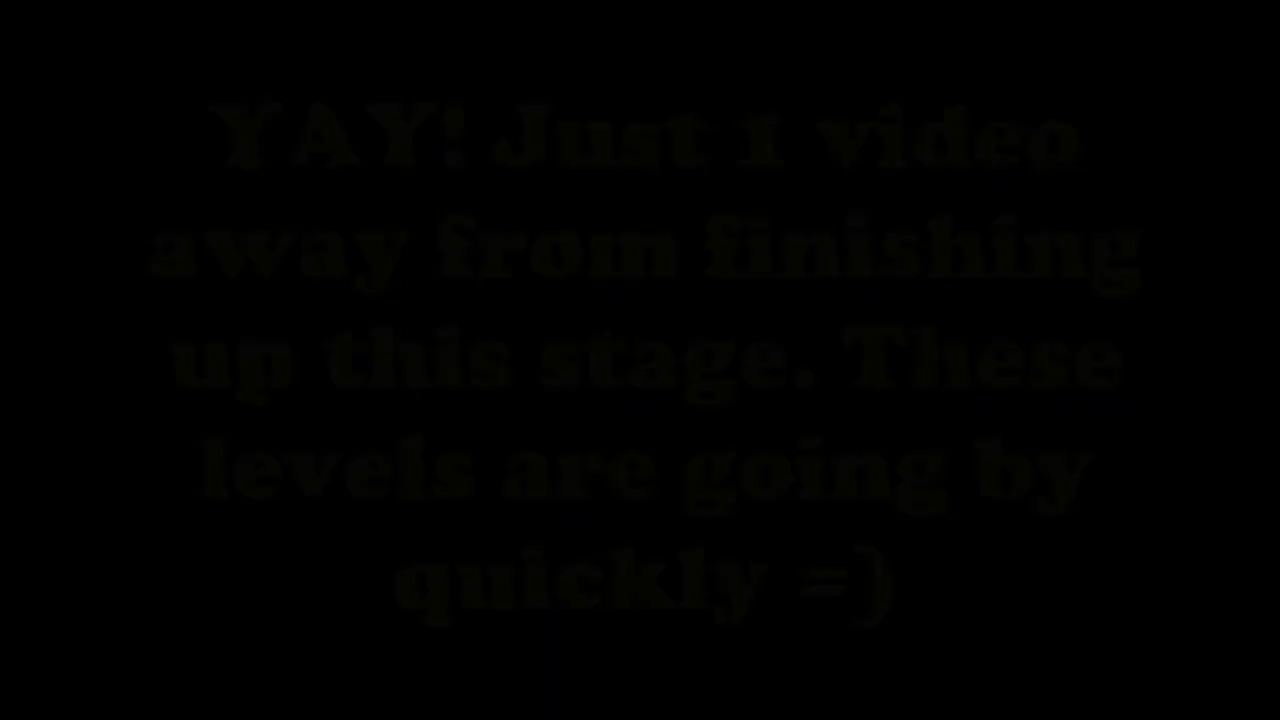 YAY! Just 1 video
away from finishing
up this stage. These
levels are going by
quickly =)